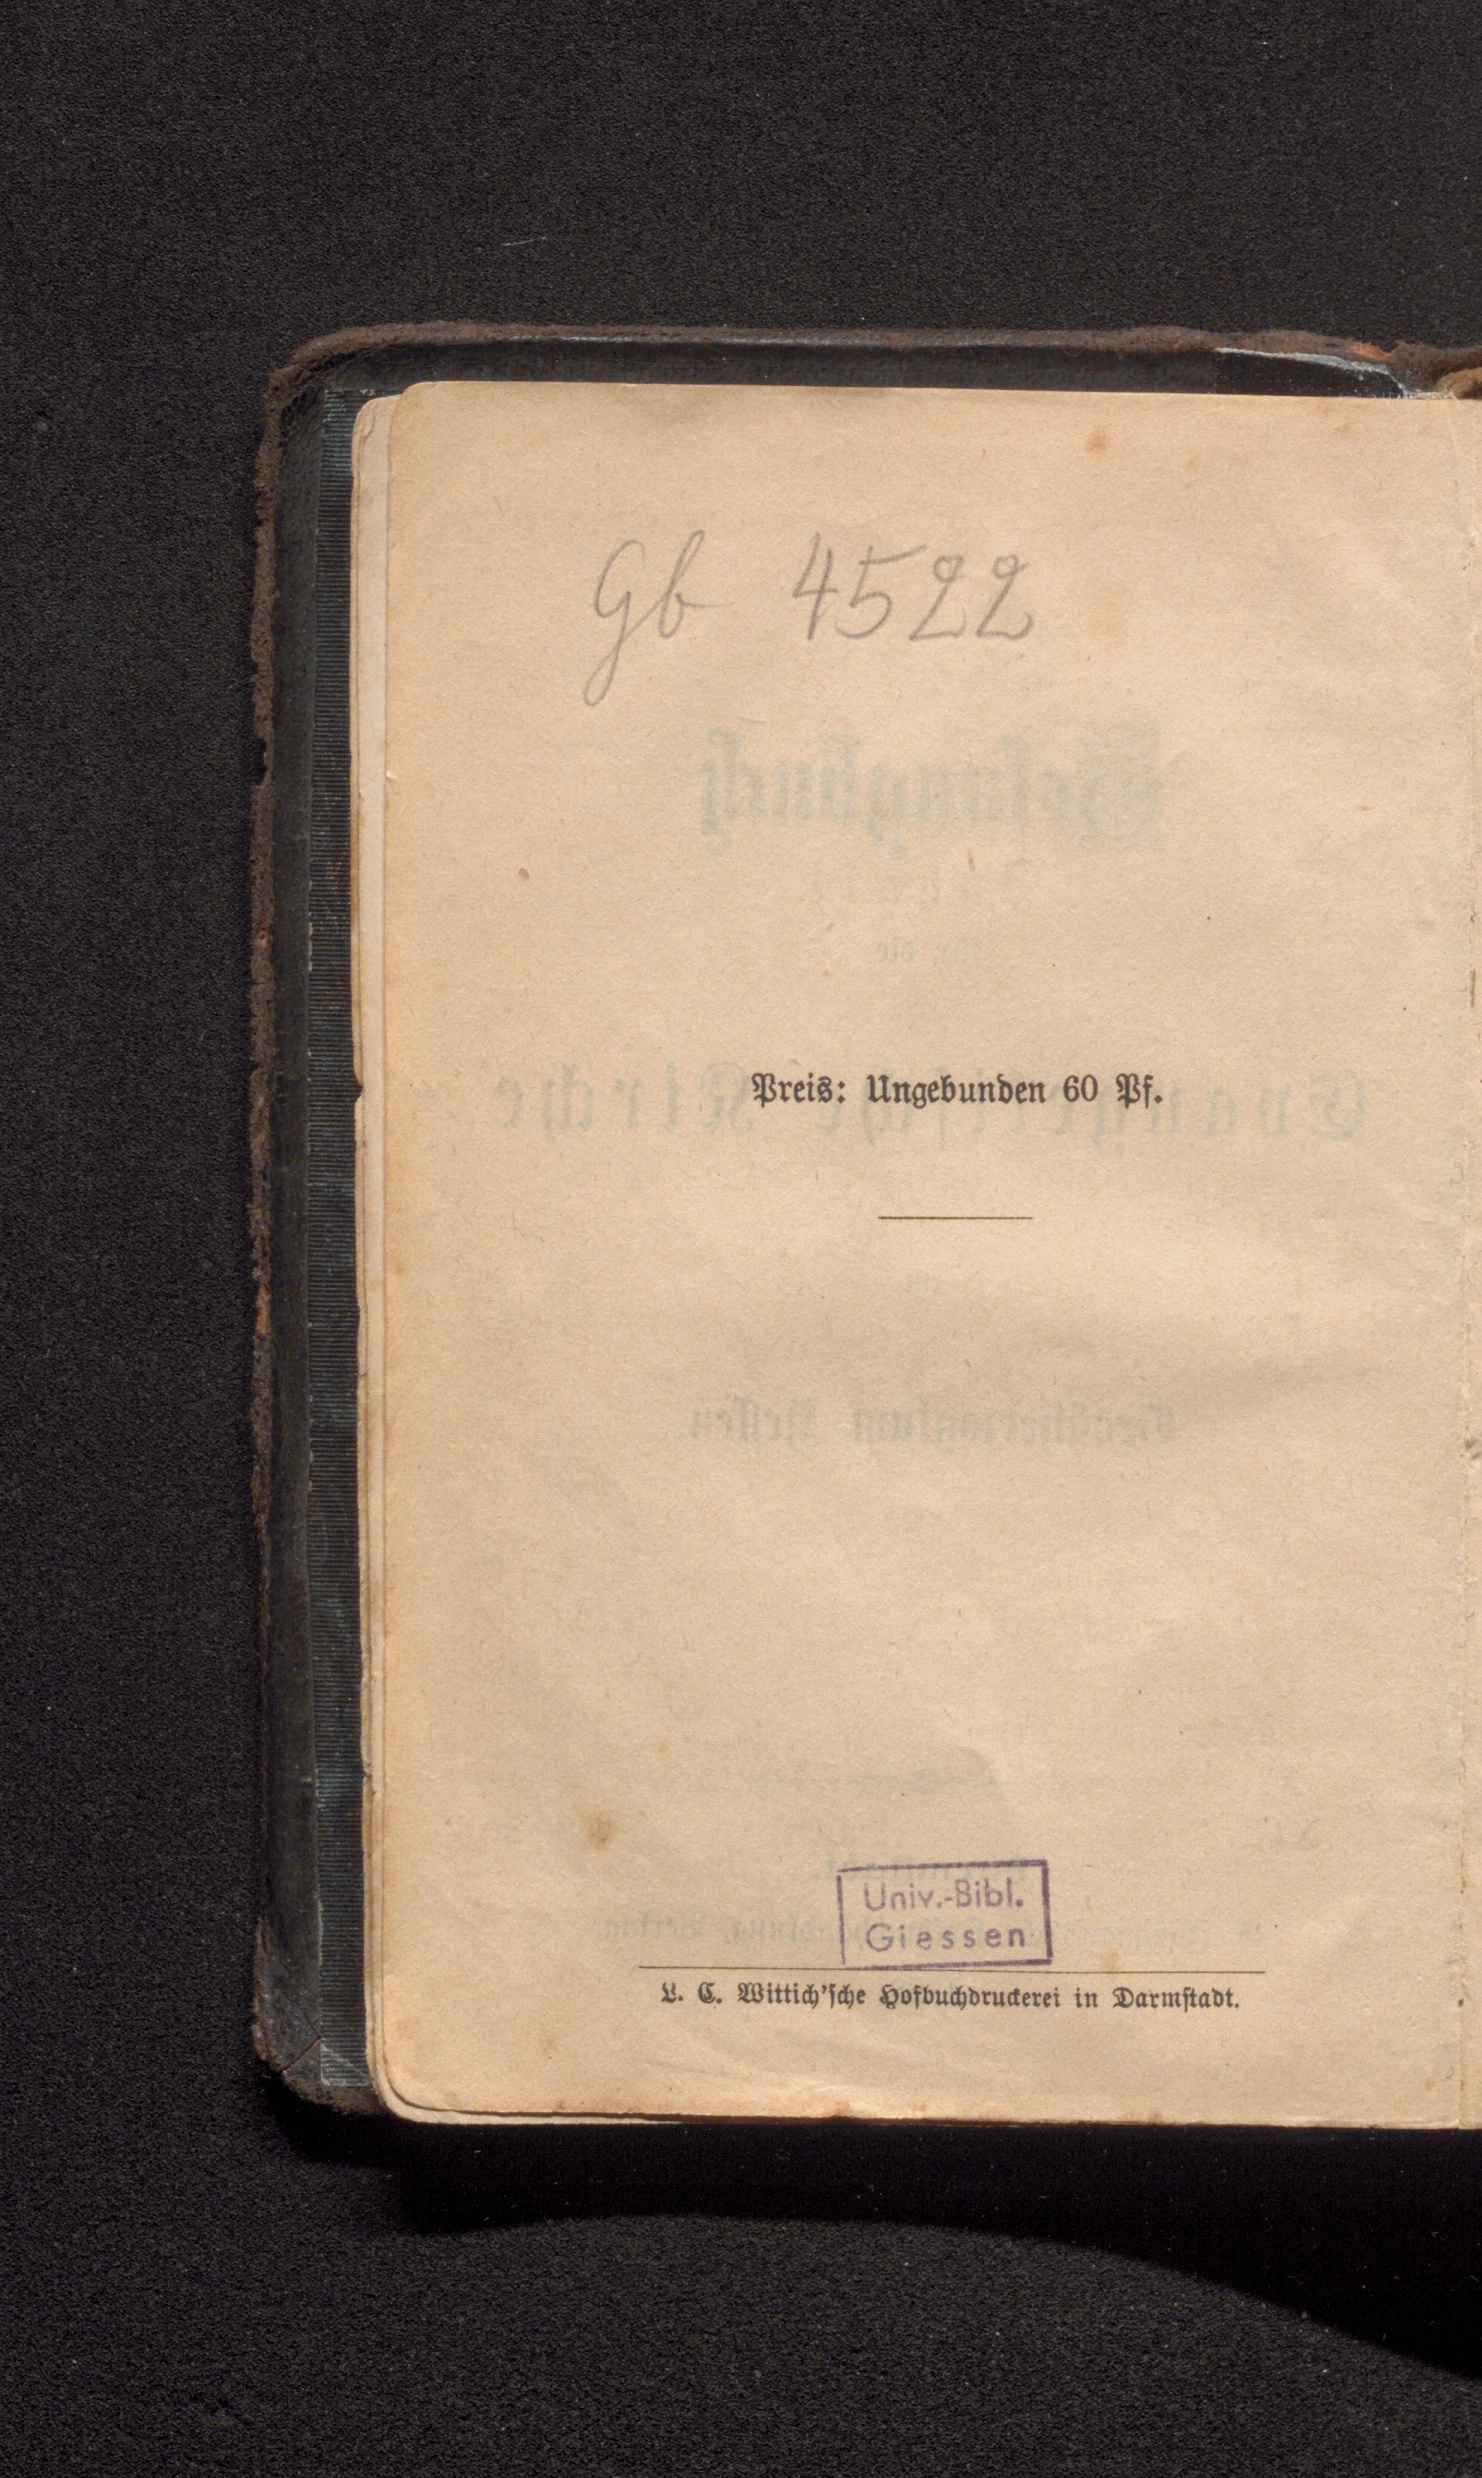 Gb 4522
Preis: Ungebunden 60 Pf.
Univ.-Bibl.
Giessen
L. C. Wittich'sche Hofbuchdruckerei in Darmstadt.